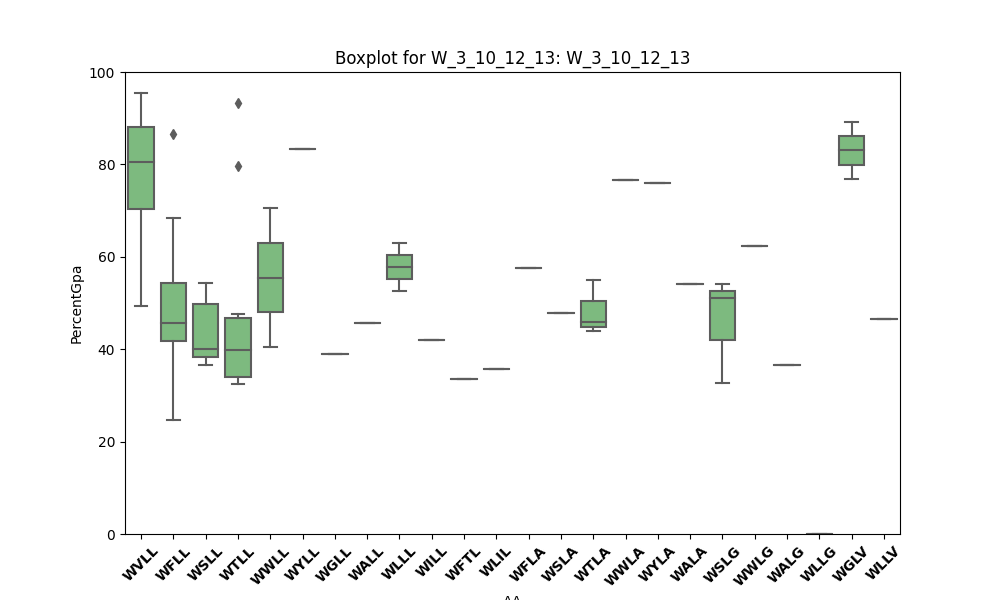 Boxplot for W_3_10_12_13: W_3_10_12_13
100
80
60
40
20
0
PercentGpa
WVLL
WFLL
WSLL
WTLL
WWLL
WYLL
WGLL
WALL
WLLL
WILL
WFTL
WLIL
WFLA
WSLA
WTLA
WWLA
WYLA
WALA
WSLG
WWLG
WALG
WLLG
WGLV
WLLV
AA